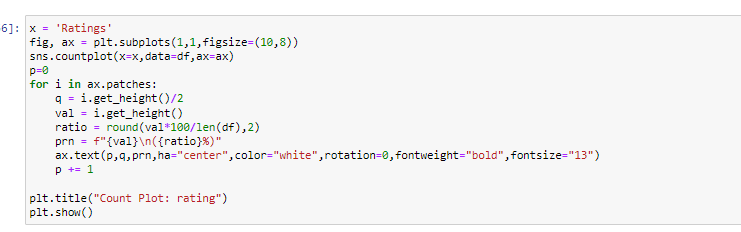 6]: x = 'Ratings'
fig, ax = plt.subplots(1,1,figsize=(10,8))
sns.countplot(x=x,data=df,ax=ax)
p=0
for i in ax.patches:
    q = i.get_height()/2
    val = i.get_height()
    ratio = round(val*100/len(df),2)
    prn = f"{val}\n({ratio}%)"
    ax.text(p,q,prn,ha="center",color="white",rotation=0,fontweight="bold",fontsize="13")
    p += 1

plt.title("Count Plot: rating")
plt.show()